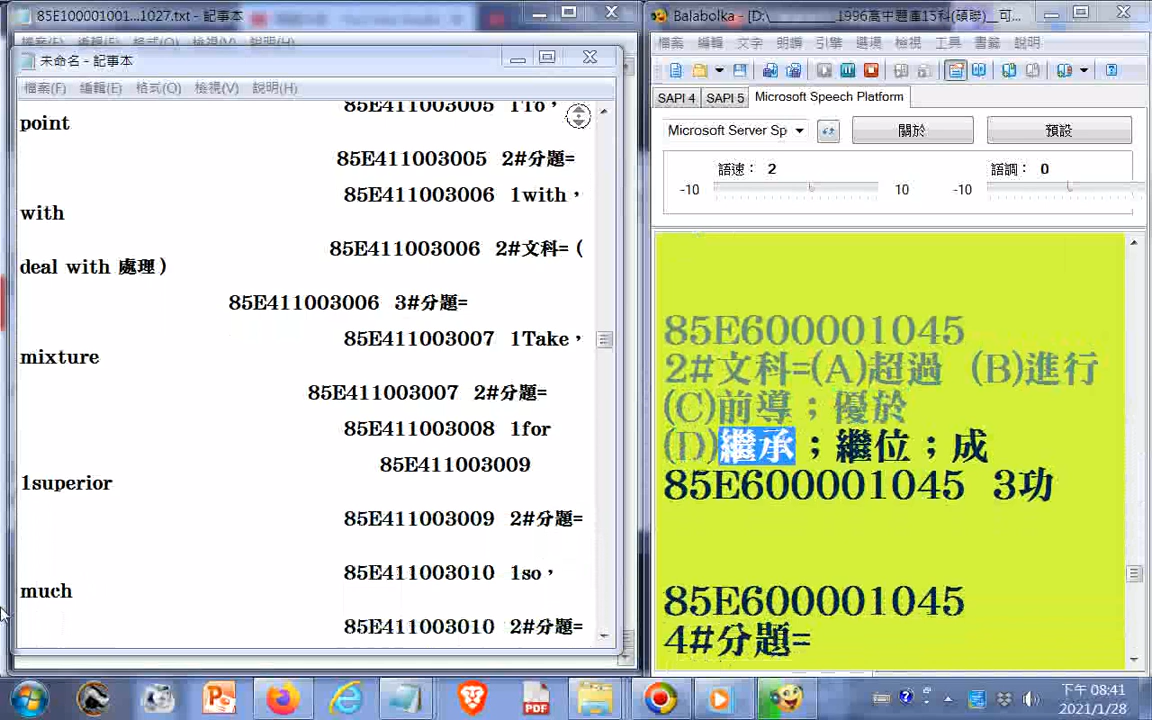 85E100001001...1027.txt - 記事本
未命名 - 記事本
檔案(F) 編輯(E) 格式(O) 檢視(V) 說明(H)
85E411003005 1To，
point
85E411003005 2#分題=
85E411003006 1with，
with
85E411003006 2#文科=（
deal with 處理）
85E411003006 3#分題=
85E411003007 1Take，
mixture
85E411003007 2#分題=
85E411003008 1for
85E411003009
1superior
85E411003009 2#分題=
85E411003010 1so，
much
85E411003010 2#分題=
Balabolka - [D:\ 1996高中題庫15科(碩聯)__可...
檔案 編輯 文字 朗讀 引擎 選項 檢視 工具 書籤 說明
SAPI 4 SAPI 5 Microsoft Speech Platform
Microsoft Server Sp 關於 預設
語速： 2 語調： 0
-10 10 -10
85E600001045
2#文科=(A)超過 (B)進行
(C)前導；優於
(D)繼承；繼位；成
85E600001045 3功
85E600001045
4#分題=
PDF
下午 08:41
2021/1/28